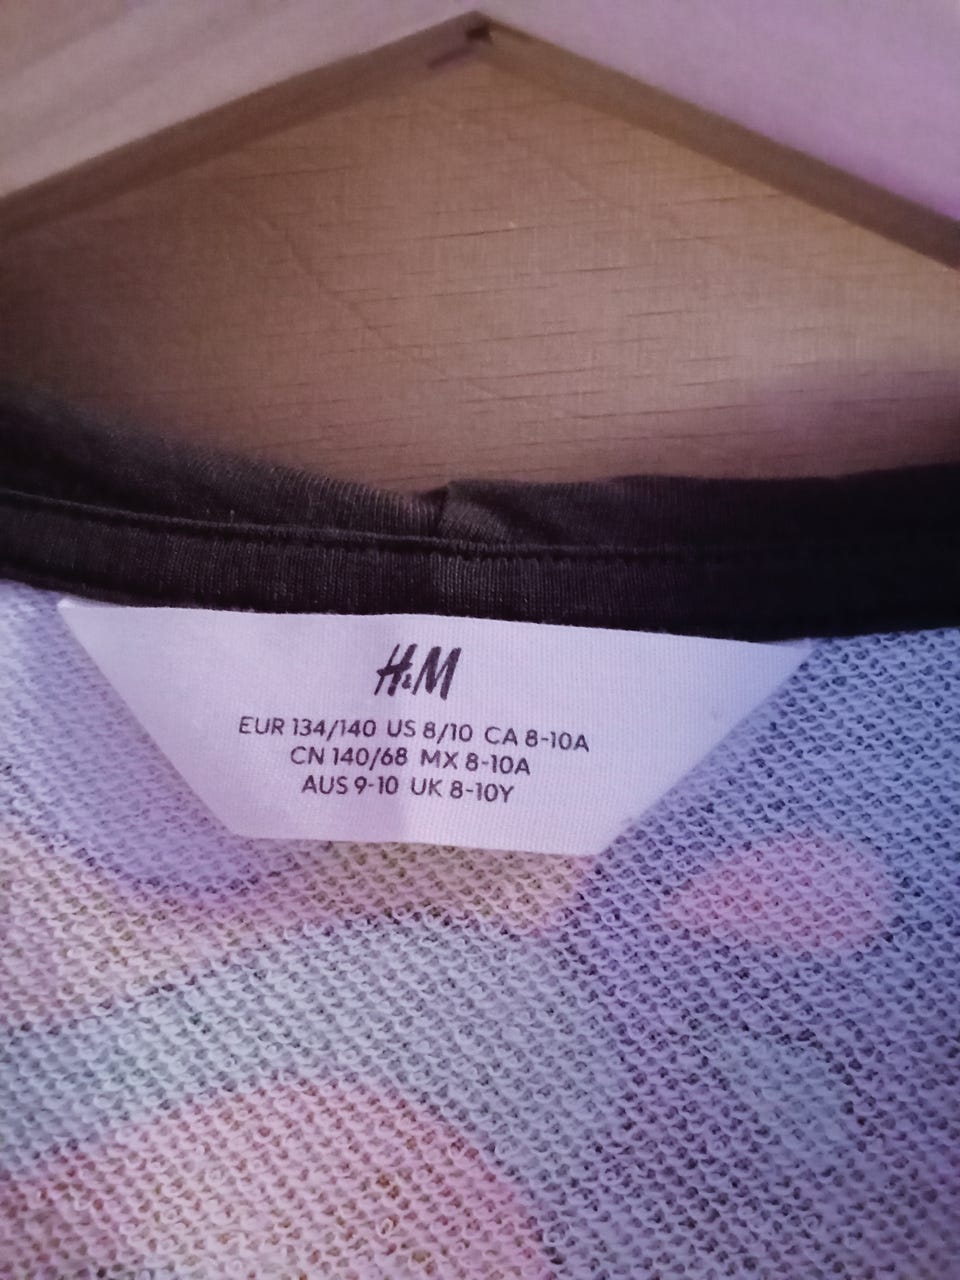 H&M
EUR 134/140 US 8/10 CA 8-10A
CN 140/68 MX 8-10A
AUS 9-10 UK 8-10Y